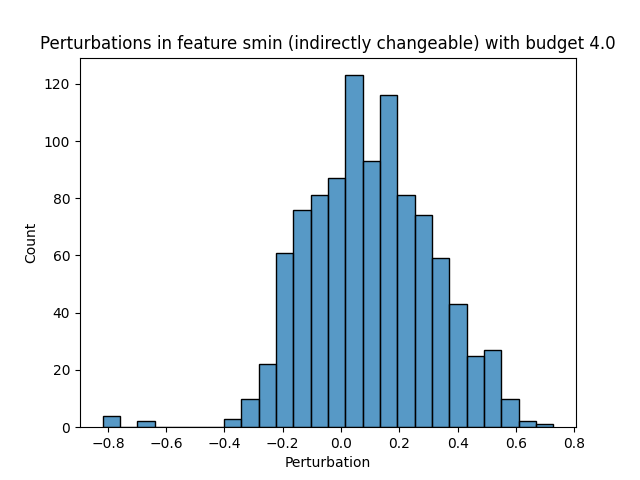 Perturbations in feature smin (indirectly changeable) with budget 4.0
120
100
80
60
40
20
0
Count
−0.8 −0.6 −0.4 −0.2 0.0 0.2 0.4 0.6 0.8
Perturbation